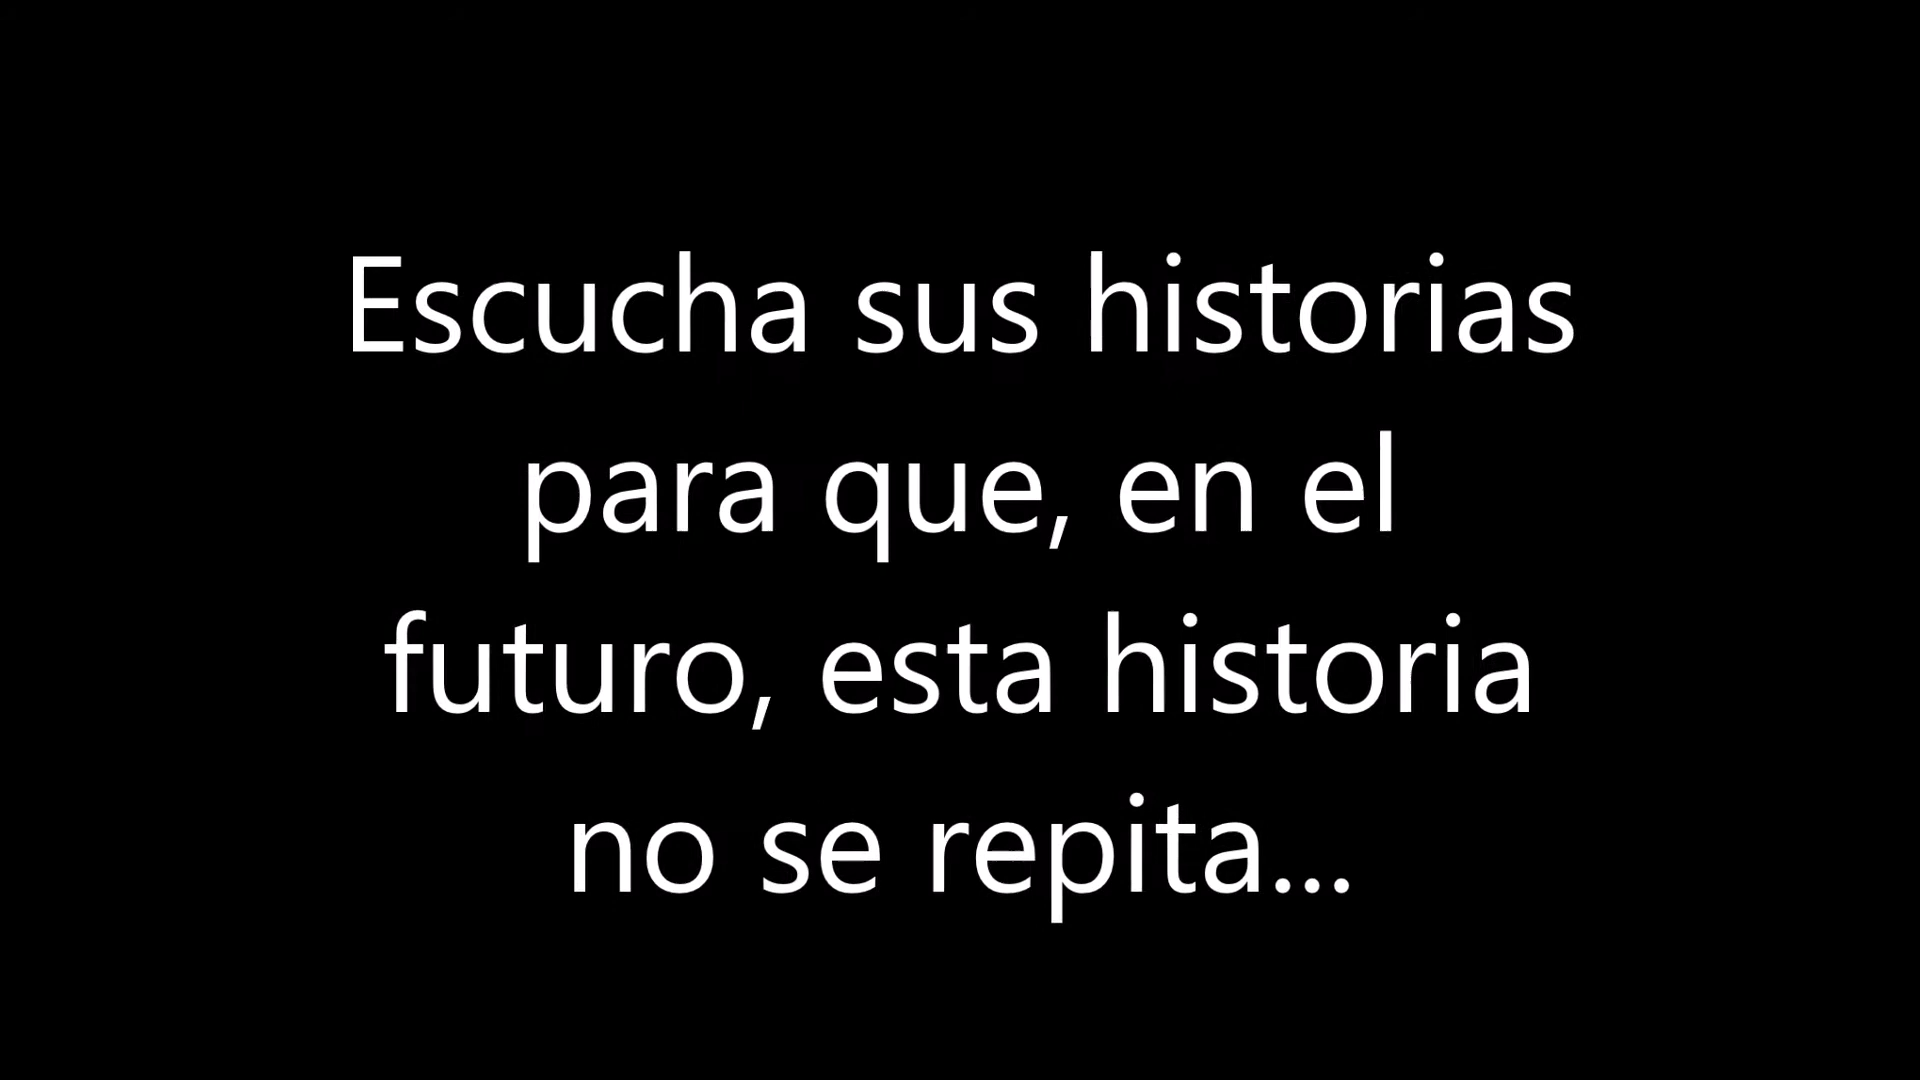 Escucha sus historias
para que, en el
futuro, esta historia
no se repita...